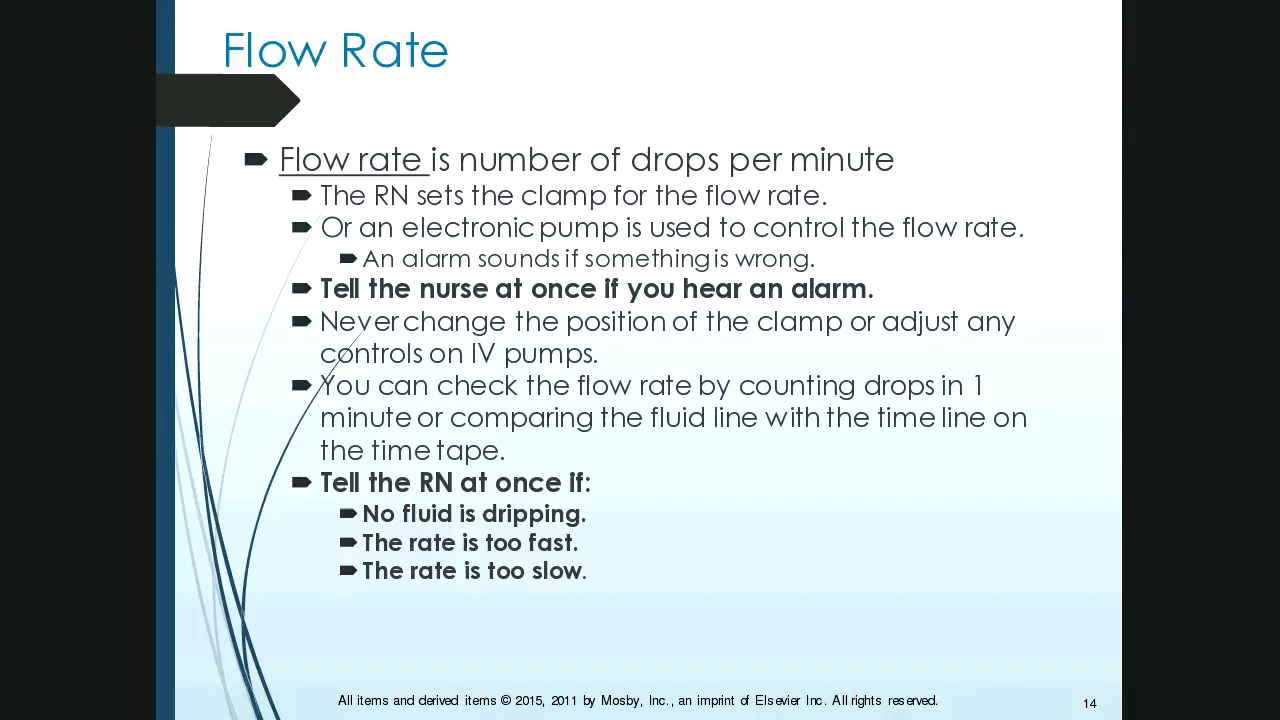 Flow Rate
Flow rate is number of drops per minute
The RN sets the clamp for the flow rate.
Or an electronic pump is used to control the flow rate.
An alarm sounds if something is wrong.
Tell the nurse at once if you hear an alarm.
Never change the position of the clamp or adjust any
controls on IV pumps.
You can check the flow rate by counting drops in 1
minute or comparing the fluid line with the time line on
the time tape.
Tell the RN at once if:
No fluid is dripping.
The rate is too fast.
The rate is too slow.
All items and derived items © 2015, 2011 by Mosby, Inc., an imprint of Elsevier Inc. All rights reserved.
14